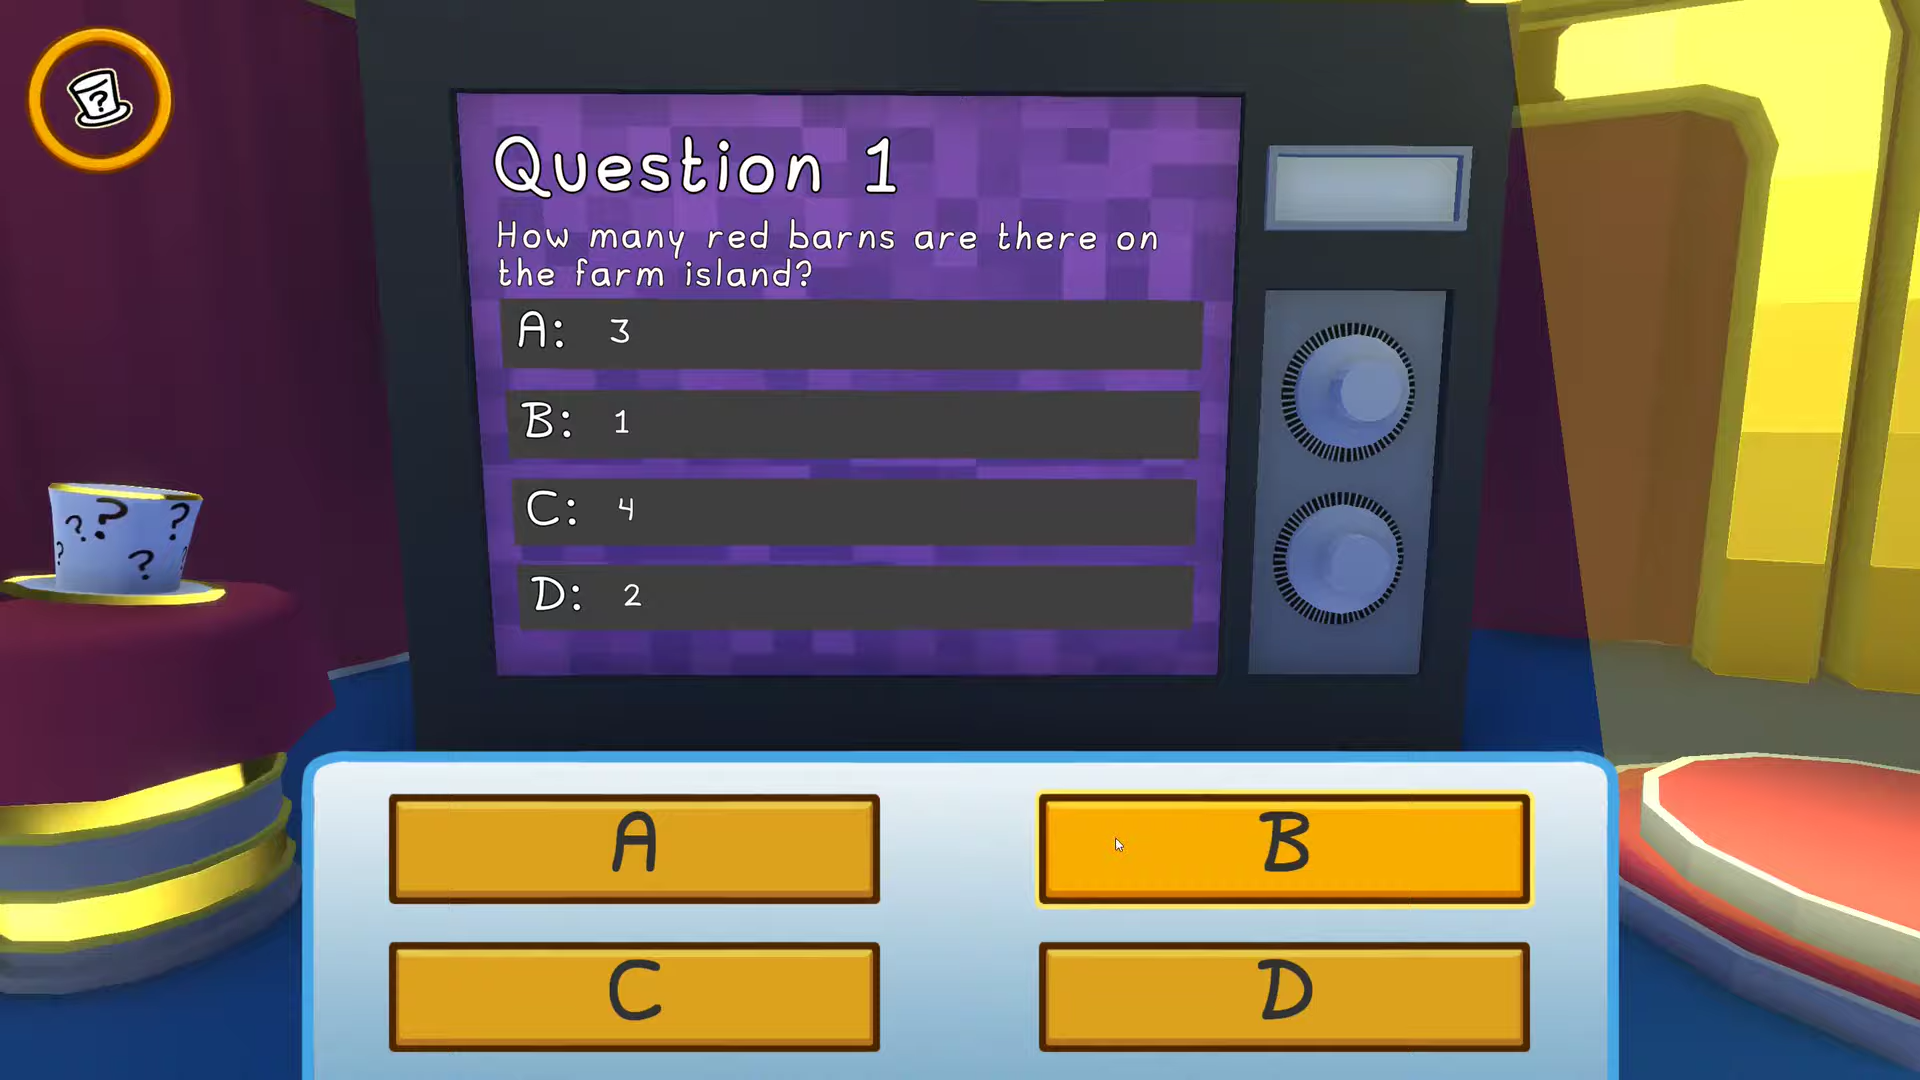 Question 1
How many red barns are there on
the farm island?
A: 3
B: 1
C: 4
D: 2
A
B
C
D